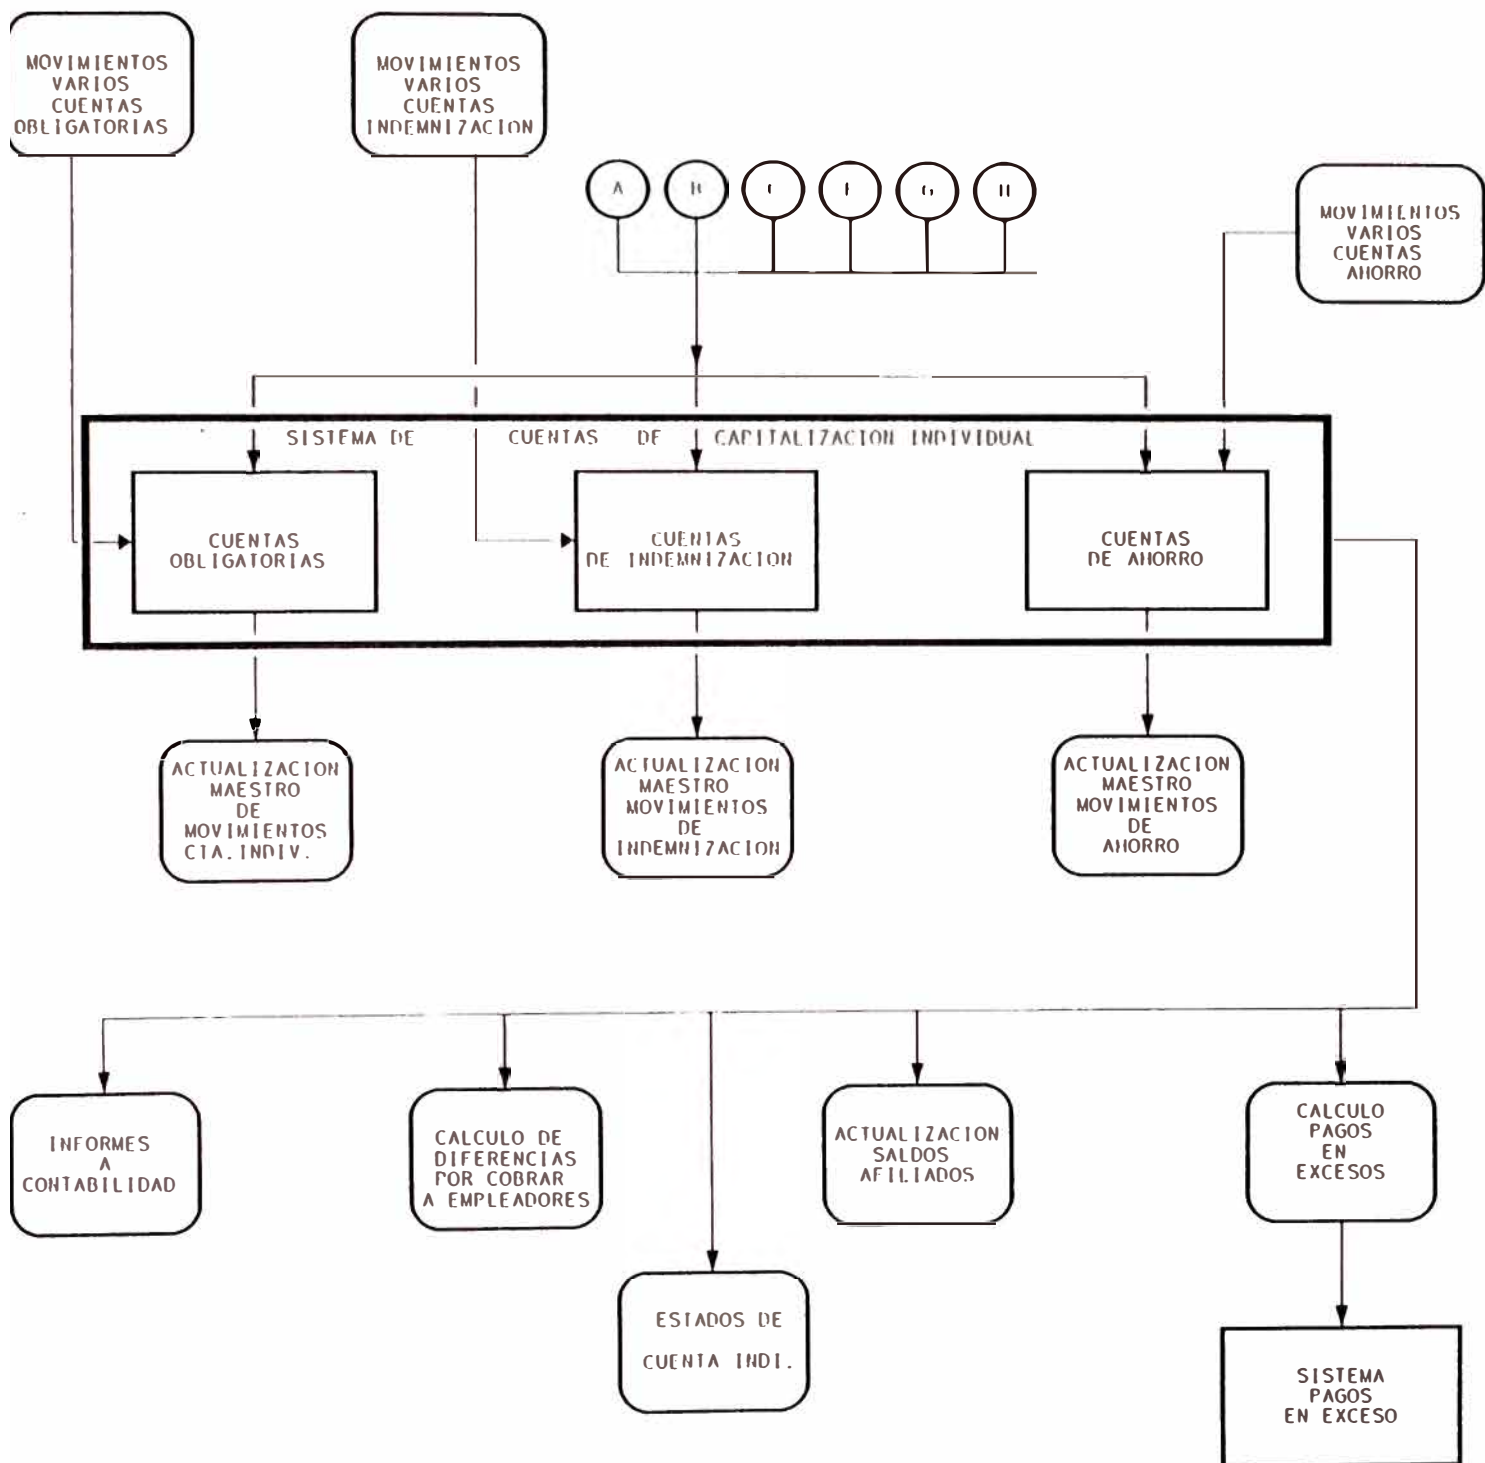 MOVIMIENTOS
VARIOS
CUENTAS
OBLIGATORIAS
MOVIMIENTOS
VARIOS
CUENTAS
INDEMNIZACION
A
G
H
MOVIMIENTOS
VARIOS
CUENTAS
AHORRO
SISTEMA DE CUENTAS DE CAPITALIZACION INDIVIDUAL
CUENTAS
OBLIGATORIAS
CUENTAS
DE INDEMNIZACION
CUENTAS
DE AHORRO
ACTUALIZACION
MAESTRO
DE
MOVIMIENTOS
CTA.INDIV.
ACTUALIZACION
MAESTRO
MOVIMIENTOS
DE
INDEMNIZACION
ACTUALIZACION
MAESTRO
MOVIMIENTOS
DE
AHORRO
INFORMES
A
CONTABILIDAD
CALCULO DE
DIFERENCIAS
POR COBRAR
A EMPLEADORES
ACTUALIZACION
SALDOS
AFILIADOS
CALCULO
PAGOS
EN
EXCESOS
ESTADOS DE
CUENTA INDI.
SISTEMA
PAGOS
EN EXCESO